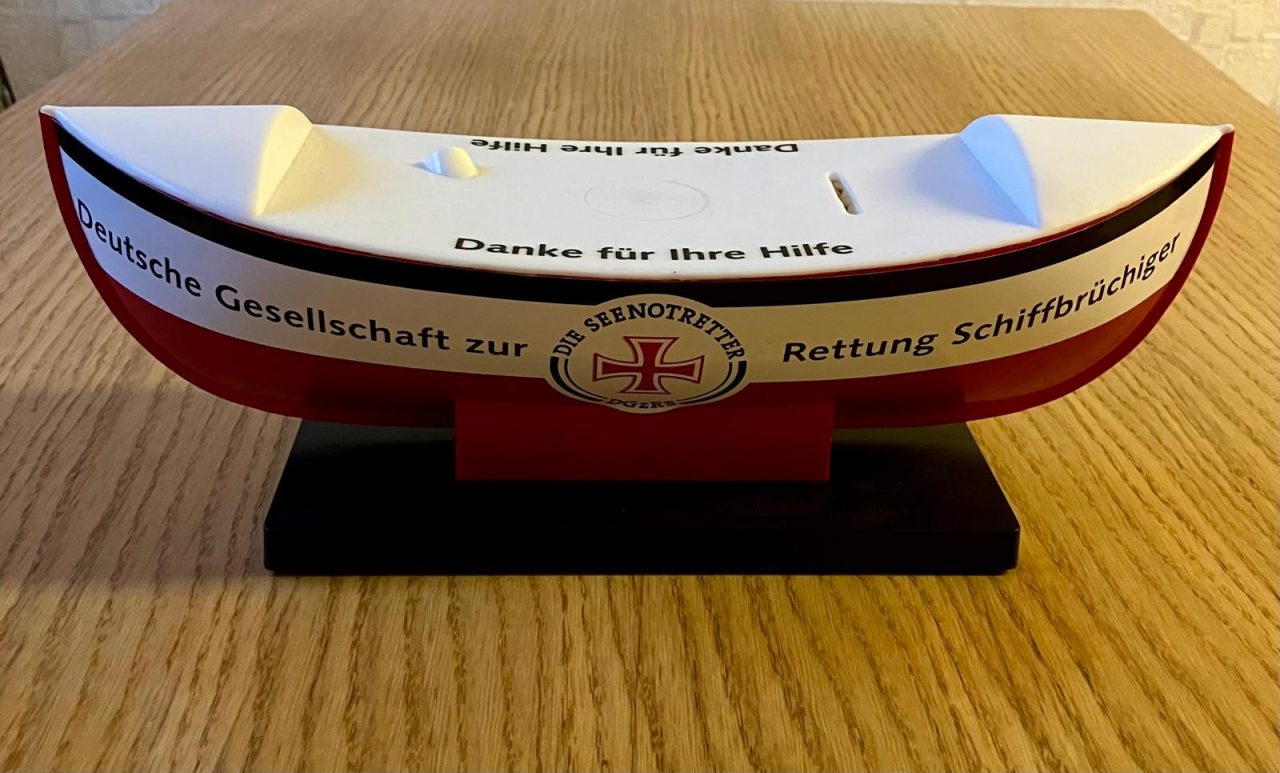 Danke für Ihre Hilfe
Danke für Ihre Hilfe
Deutsche Gesellschaft zur
Rettung Schiffbrüchiger
DIE SEENOTRETTER
DGzRS